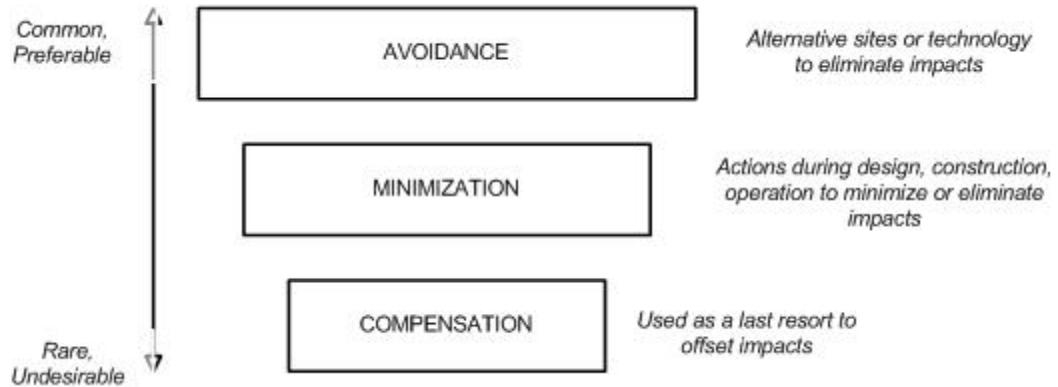 Common,
Preferable
AVOIDANCE
Alternative sites or technology
to eliminate impacts
MINIMIZATION
Actions during design, construction,
operation to minimize or eliminate
impacts
COMPENSATION
Used as a last resort to
offset impacts
Rare,
Undesirable